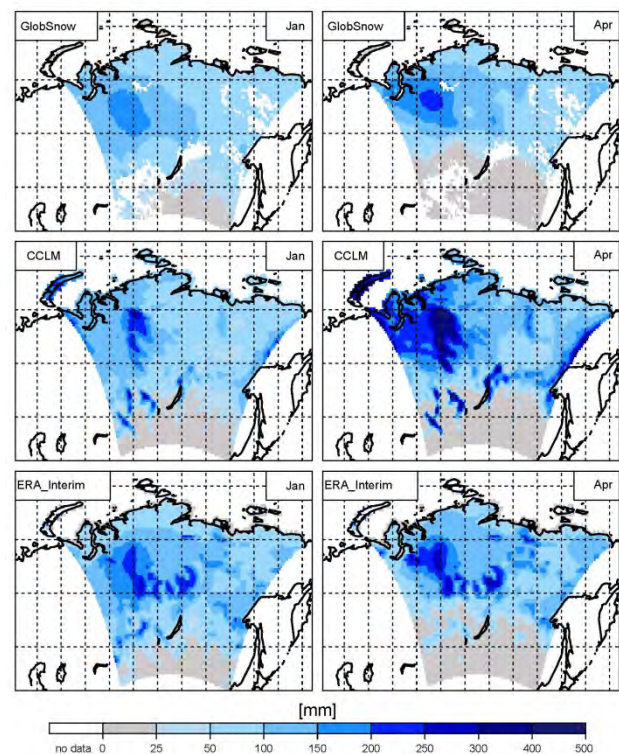 GlobSnow Jan
GlobSnow Apr
CCLM Jan
CCLM Apr
ERA_Interim Jan
ERA_Interim Apr
[mm]
no data 0 25 50 100 150 200 250 300 400 500